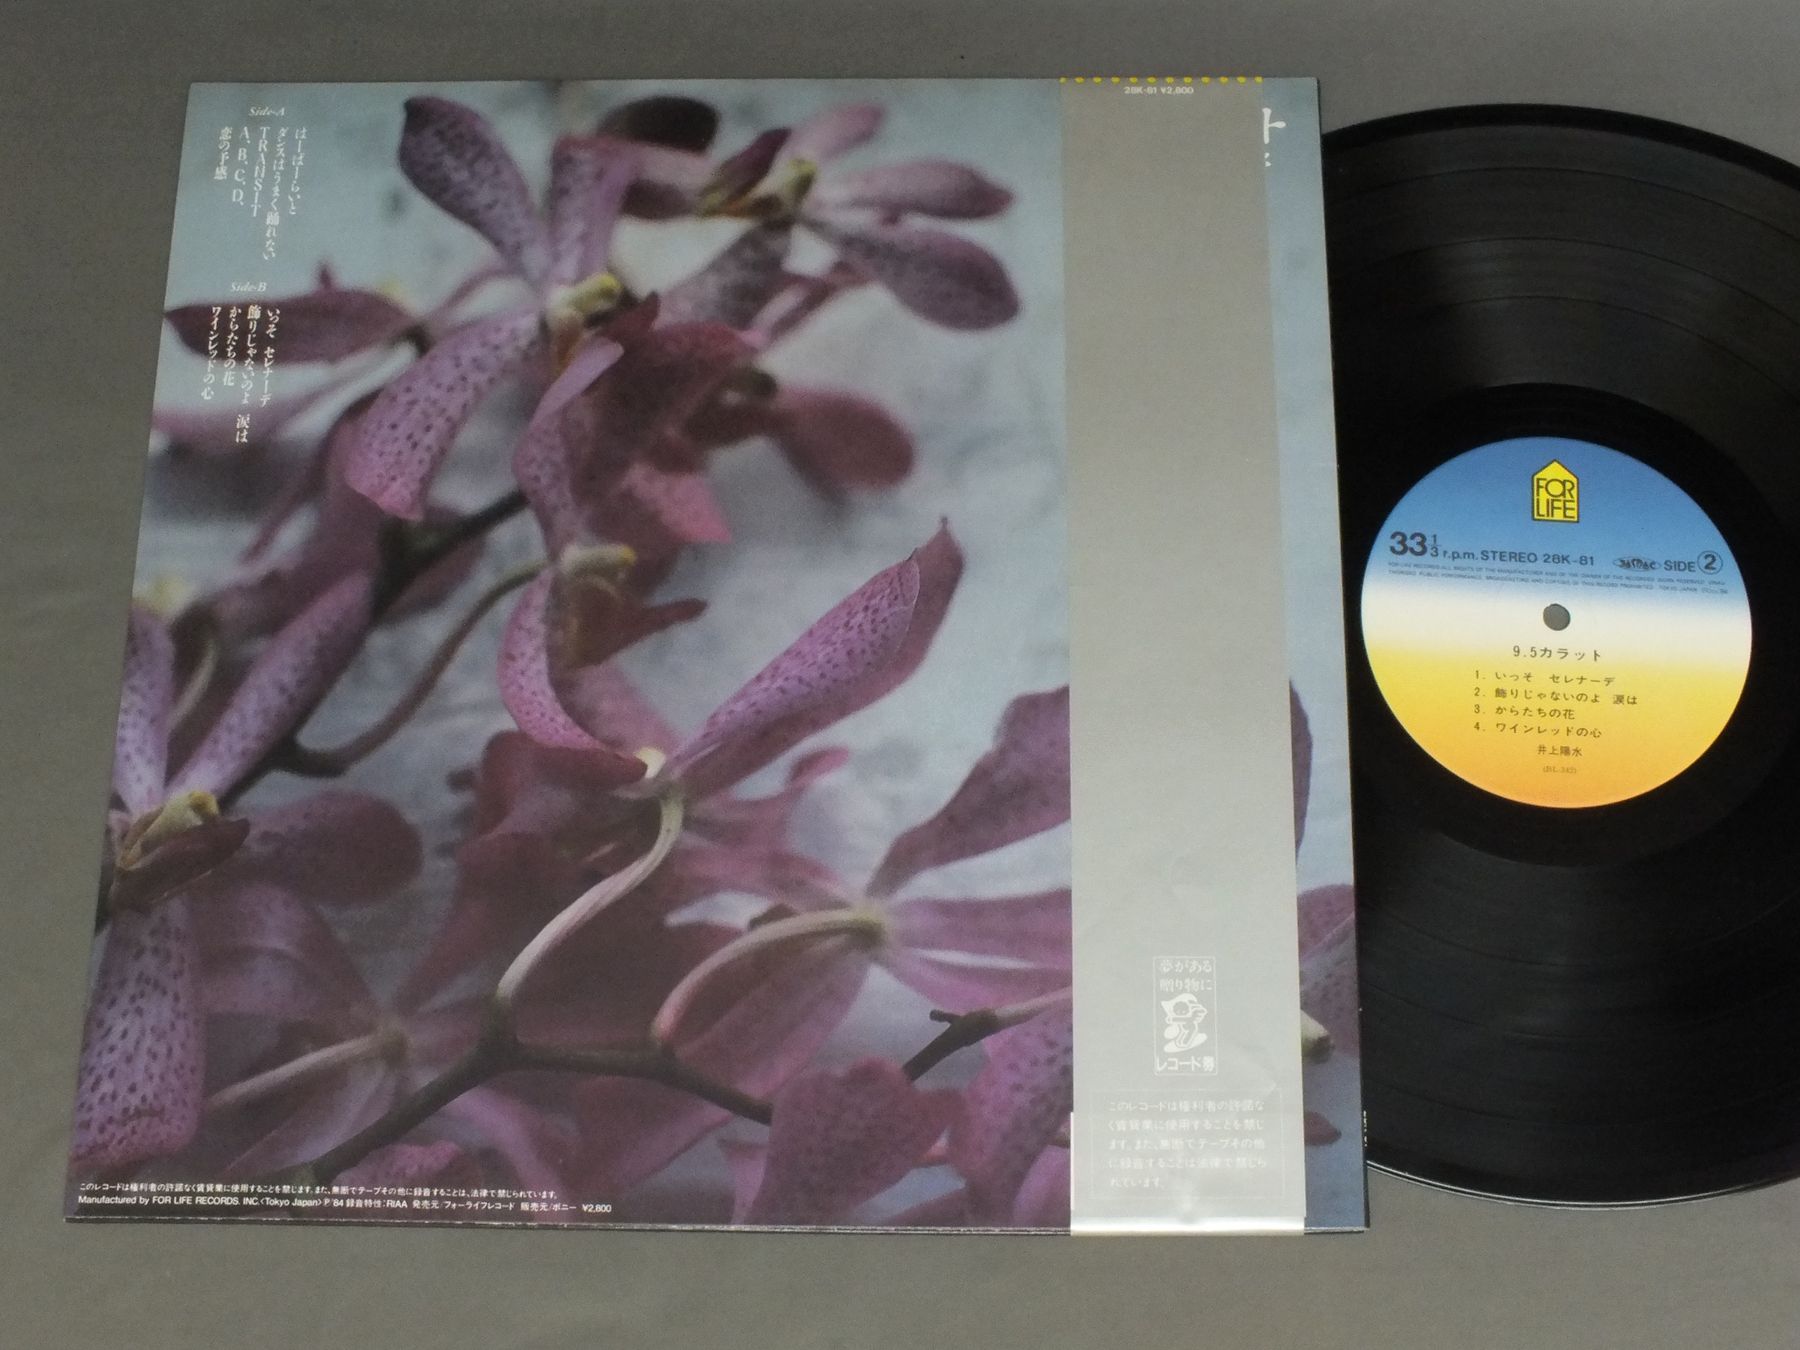 Side-A
はーばーらいと
ダンスはうまく踊れない
TRANSIT
A、B、C、D、
恋の予感
Side-B
いっそ セレナーデ
飾りじゃないのよ 涙は
からたちの花
ワインレッドの心
このレコードは権利者の許諾なく賃貸業に使用することを禁じます。また、無断でテープその他に録音することは、法律で禁じられています。
Manufactured by FOR LIFE RECORDS. INC.<Tokyo Japan>Ⓟ'84 録音特性:RIAA 発売元/フォーライフレコード 販売元/ポニー ¥2,800
28K-81 ¥2,800
ト
夢がある
贈り物に
レコード券
このレコードは権利者の許諾な
く賃貸業に使用することを禁じ
ます。また、無断でテープその他
に録音することは法律で禁じら
れています。
FOR
LIFE
33 1/3 r.p.m. STEREO 28K-81 SIDE 2
9.5カラット
1. いっそ セレナーデ
2. 飾りじゃないのよ 涙は
3. からたちの花
4. ワインレッドの心
井上陽水